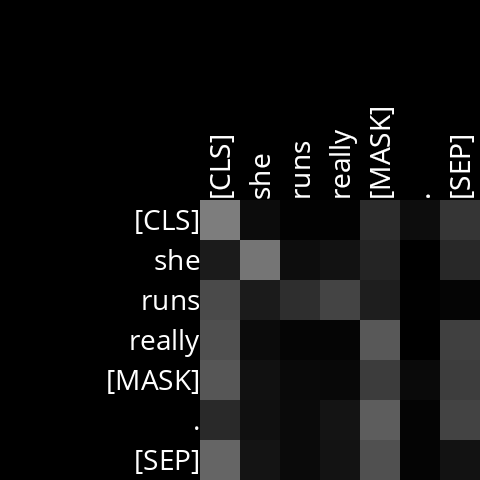 [CLS] she runs really [MASK] . [SEP]
[CLS]
she
runs
really
[MASK]
.
[SEP]